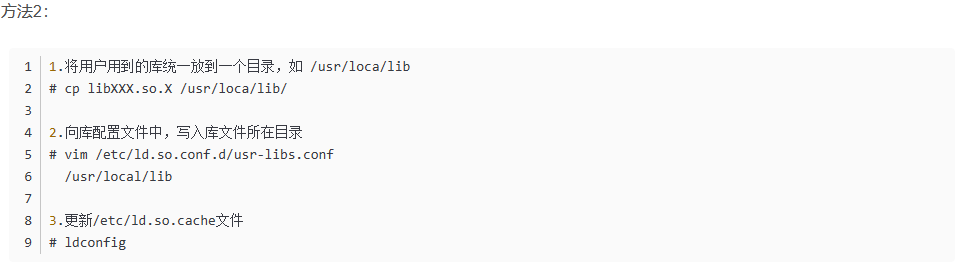 方法2：
1 1.将用户用到的库统一放到一个目录，如 /usr/loca/lib
2 # cp libXXX.so.X /usr/loca/lib/
3
4 2.向库配置文件中，写入库文件所在目录
5 # vim /etc/ld.so.conf.d/usr-libs.conf
6 /usr/local/lib
7
8 3.更新/etc/ld.so.cache文件
9 # ldconfig